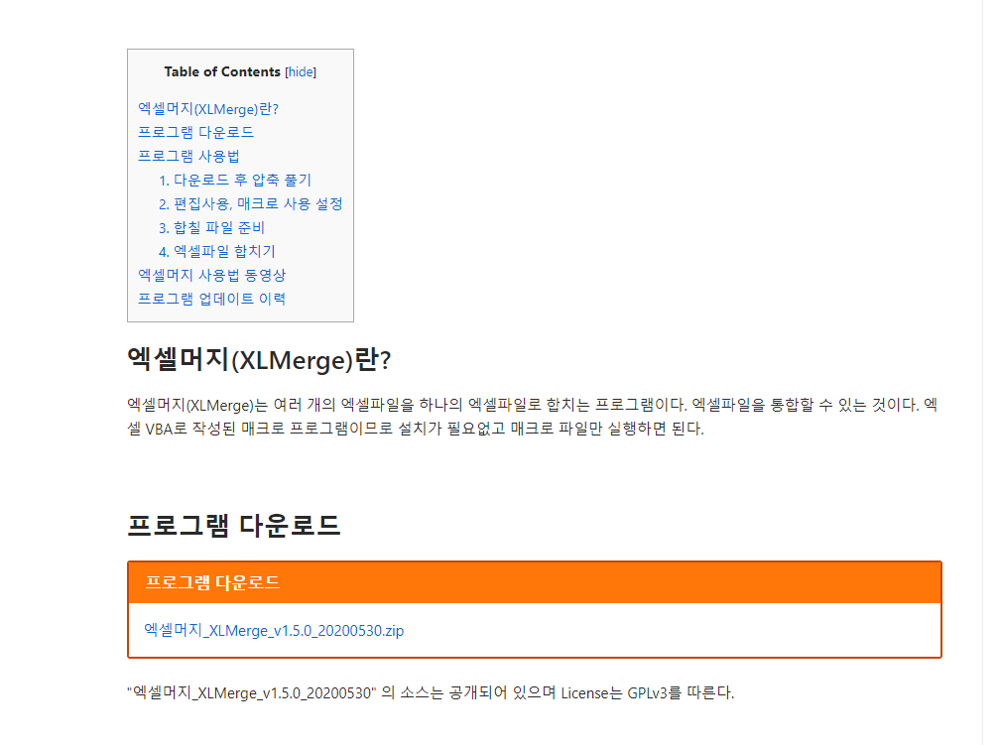 Table of Contents [hide]
엑셀머지(XLMerge)란?
프로그램 다운로드
프로그램 사용법
1. 다운로드 후 압축 풀기
2. 편집사용, 매크로 사용 설정
3. 합칠 파일 준비
4. 엑셀파일 합치기
엑셀머지 사용법 동영상
프로그램 업데이트 이력
엑셀머지(XLMerge)란?
엑셀머지(XLMerge)는 여러 개의 엑셀파일을 하나의 엑셀파일로 합치는 프로그램이다. 엑셀파일을 통합할 수 있는 것이다. 엑
셀 VBA로 작성된 매크로 프로그램이므로 설치가 필요없고 매크로 파일만 실행하면 된다.
프로그램 다운로드
프로그램 다운로드
엑셀머지_XLMerge_v1.5.0_20200530.zip
"엑셀머지_XLMerge_v1.5.0_20200530" 의 소스는 공개되어 있으며 License는 GPLv3를 따른다.